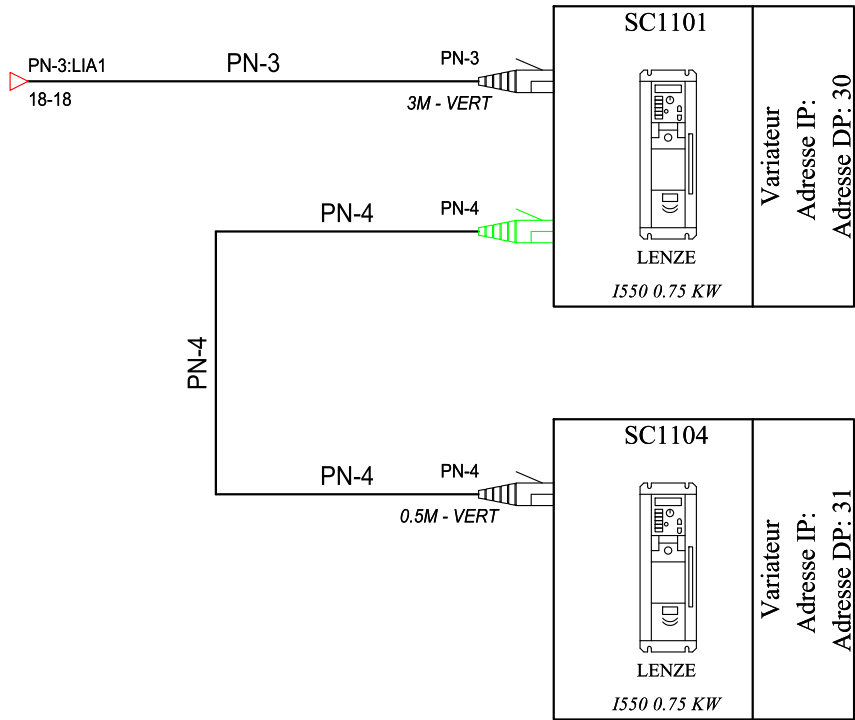 SC1101
PN-3:LIA1
PN-3
PN-3
18-18
3M - VERT
Variateur
Adresse IP:
Adresse DP: 30
PN-4
PN-4
LENZE
I550 0.75 KW
PN-4
SC1104
PN-4
PN-4
0.5M - VERT
Variateur
Adresse IP:
Adresse DP: 31
LENZE
I550 0.75 KW